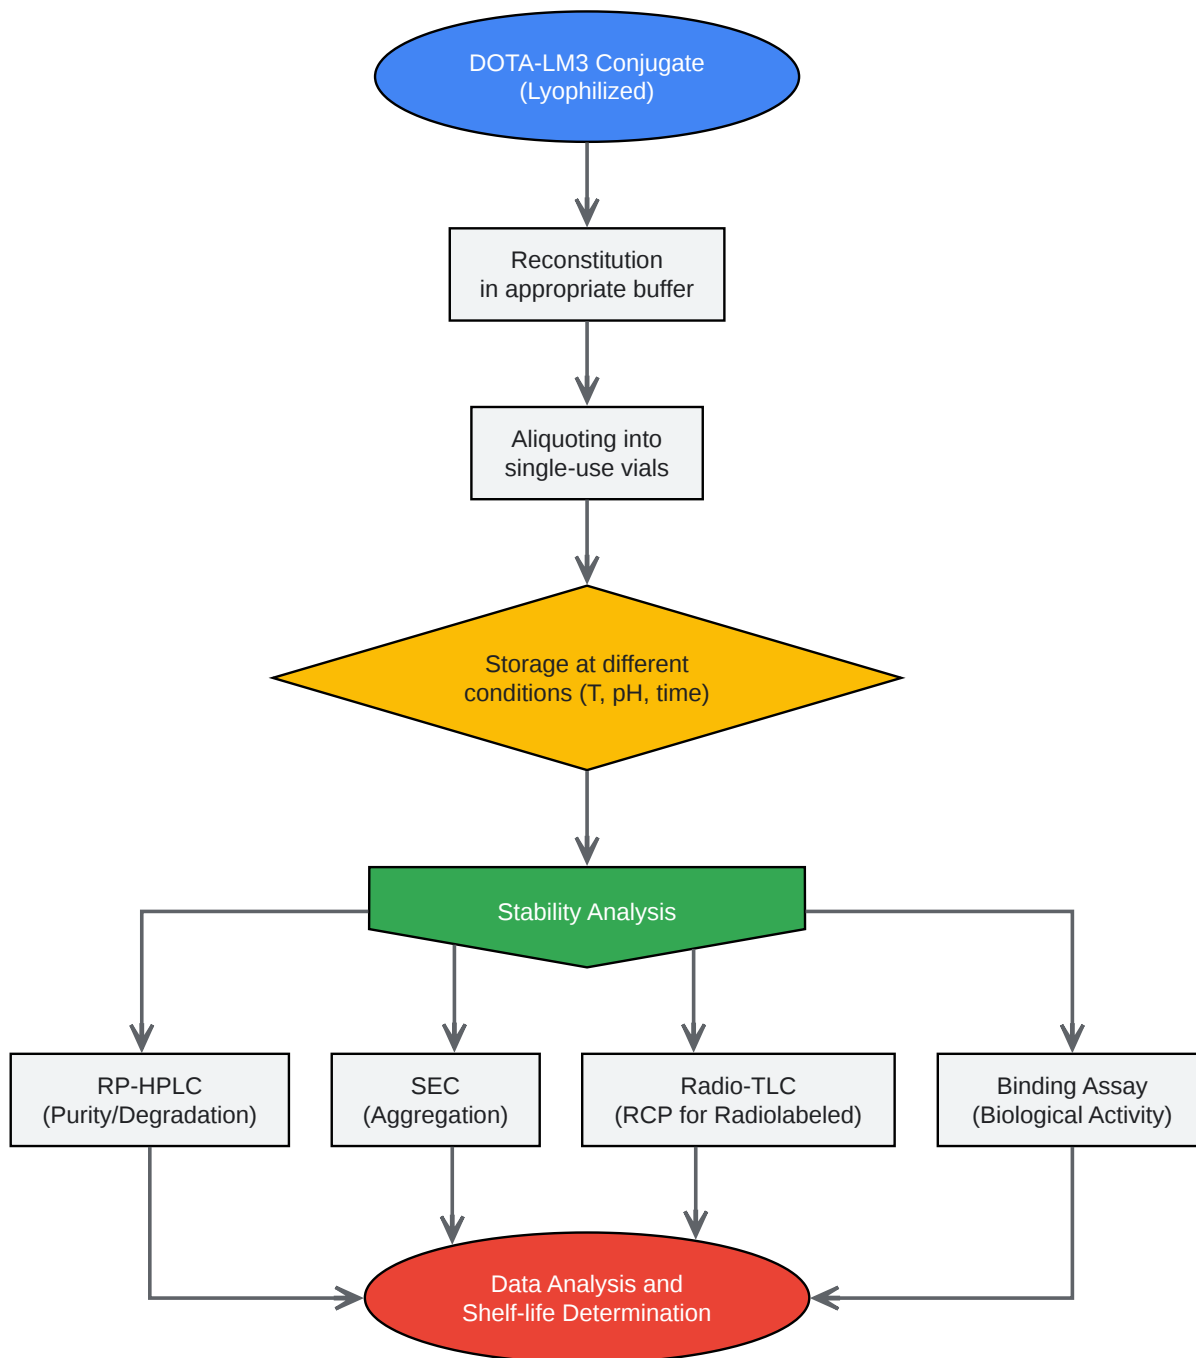 DOTA-LM3 Conjugate
(Lyophilized)
Reconstitution
in appropriate buffer
Aliquoting into
single-use vials
Storage at different
conditions (T, pH, time)
Stability Analysis
RP-HPLC
(Purity/Degradation)
SEC
(Aggregation)
Radio-TLC
(RCP for Radiolabeled)
Binding Assay
(Biological Activity)
Data Analysis and
Shelf-life Determination